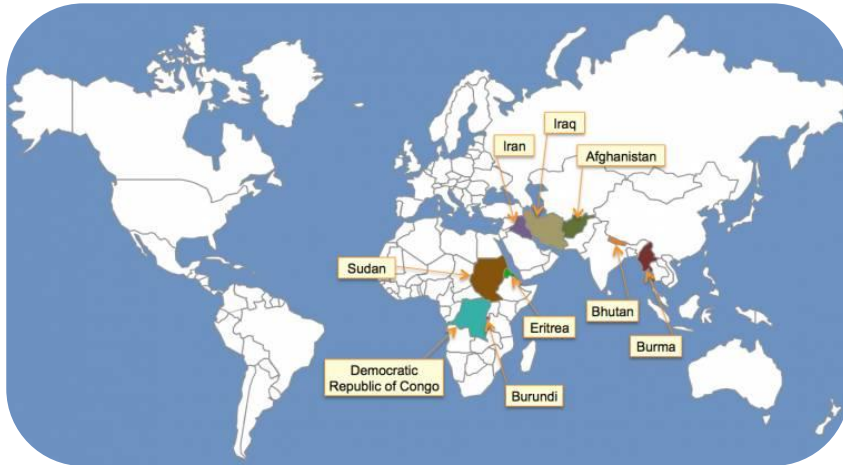 Iraq
Iran
Afghanistan
Sudan
Bhutan
Eritrea
Burma
Democratic
Republic of Congo
Burundi